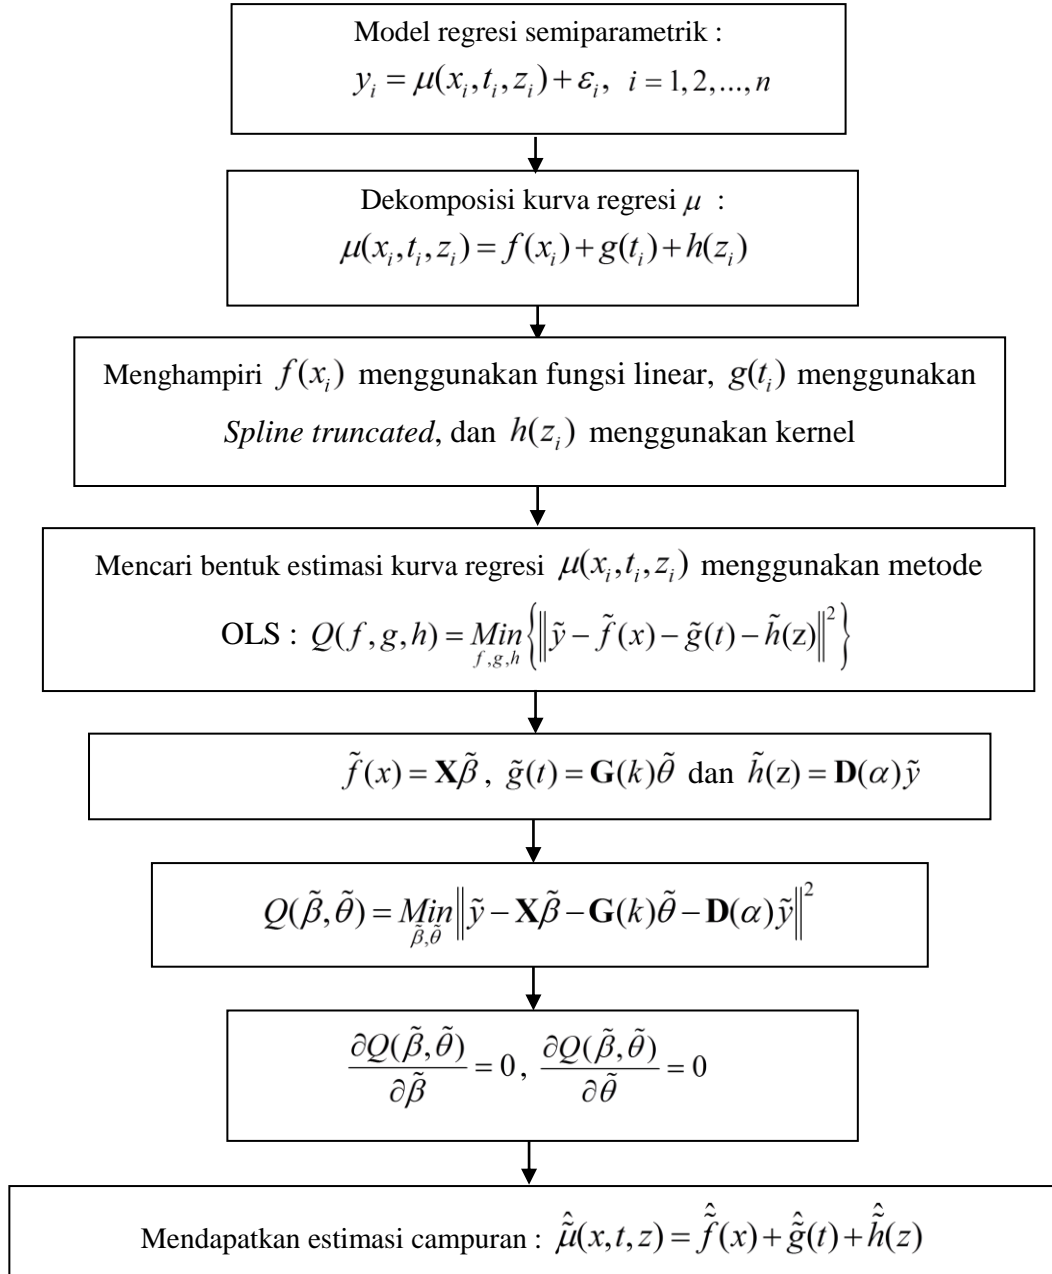 Model regresi semiparametrik :
y_i = μ(x_i, t_i, z_i) + ε_i, i = 1, 2, ..., n
Dekomposisi kurva regresi μ :
μ(x_i, t_i, z_i) = f(x_i) + g(t_i) + h(z_i)
Menghampiri f(x_i) menggunakan fungsi linear, g(t_i) menggunakan
Spline truncated, dan h(z_i) menggunakan kernel
Mencari bentuk estimasi kurva regresi μ(x_i, t_i, z_i) menggunakan metode
OLS : Q(f, g, h) = Min_{f,g,h} { ‖ỹ − f̃(x) − g̃(t) − h̃(z)‖² }
f̃(x) = Xβ̃, g̃(t) = G(k)θ̃ dan h̃(z) = D(α)ỹ
Q(β̃, θ̃) = Min_{β̃,θ̃} ‖ỹ − Xβ̃ − G(k)θ̃ − D(α)ỹ‖²
∂Q(β̃, θ̃)/∂β̃ = 0, ∂Q(β̃, θ̃)/∂θ̃ = 0
Mendapatkan estimasi campuran : μ̃̂(x, t, z) = f̃̂(x) + g̃̂(t) + h̃̂(z)